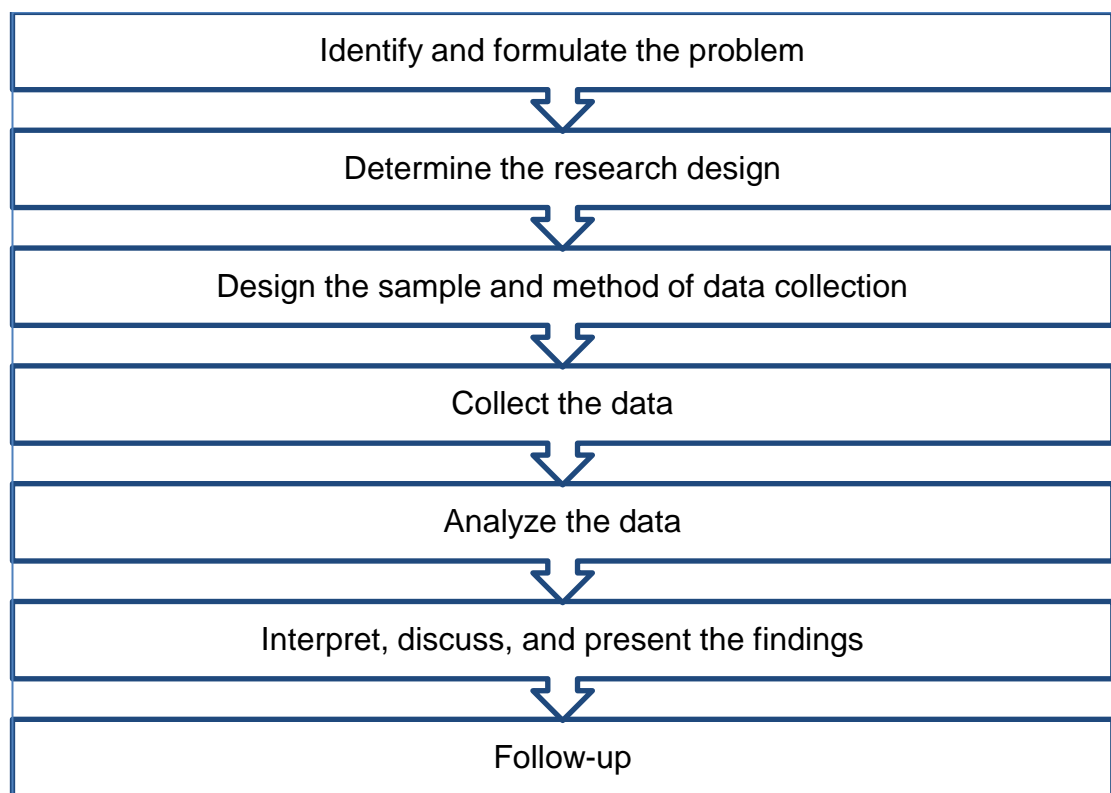 Identify and formulate the problem
Determine the research design
Design the sample and method of data collection
Collect the data
Analyze the data
Interpret, discuss, and present the findings
Follow-up